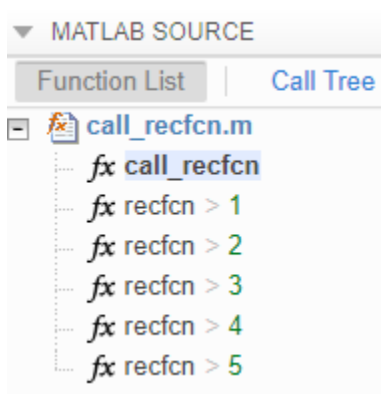 MATLAB SOURCE
Function List Call Tree
call_recfcn.m
fx call_recfcn
fx recfcn > 1
fx recfcn > 2
fx recfcn > 3
fx recfcn > 4
fx recfcn > 5